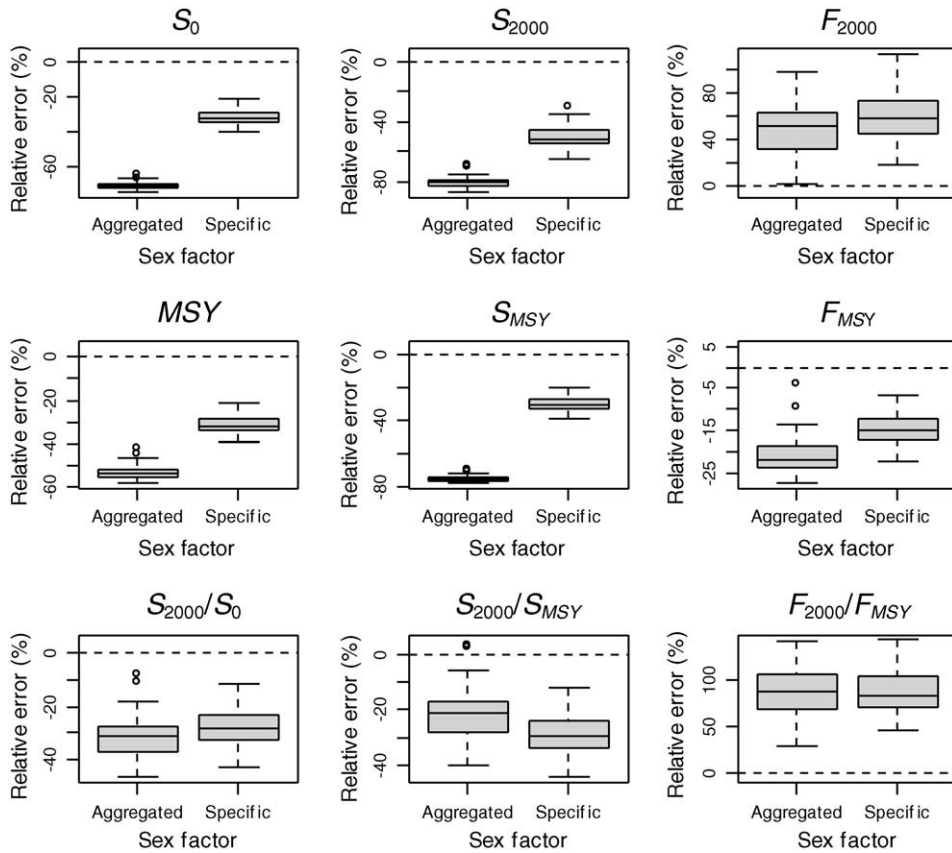 S0
S2000
F2000
Relative error (%)
0
-20
-60
Aggregated Specific
Sex factor
Relative error (%)
0
-40
-80
Aggregated Specific
Sex factor
Relative error (%)
80
40
0
Aggregated Specific
Sex factor
MSY
SMSY
FMSY
Relative error (%)
0
-20
-40
-60
Aggregated Specific
Sex factor
Relative error (%)
0
-40
-80
Aggregated Specific
Sex factor
Relative error (%)
5
-5
-15
-25
Aggregated Specific
Sex factor
S2000/S0
S2000/SMSY
F2000/FMSY
Relative error (%)
0
-20
-40
Aggregated Specific
Sex factor
Relative error (%)
0
-20
-40
Aggregated Specific
Sex factor
Relative error (%)
100
50
0
Aggregated Specific
Sex factor